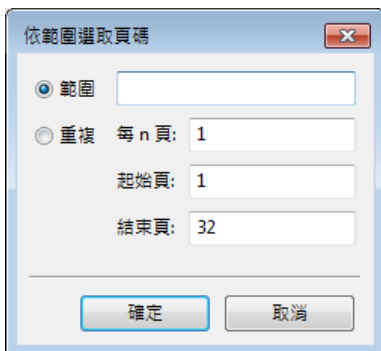 依範圍選取頁碼
範圍
重複 每 n 頁: 1
起始頁: 1
結束頁: 32
確定 取消